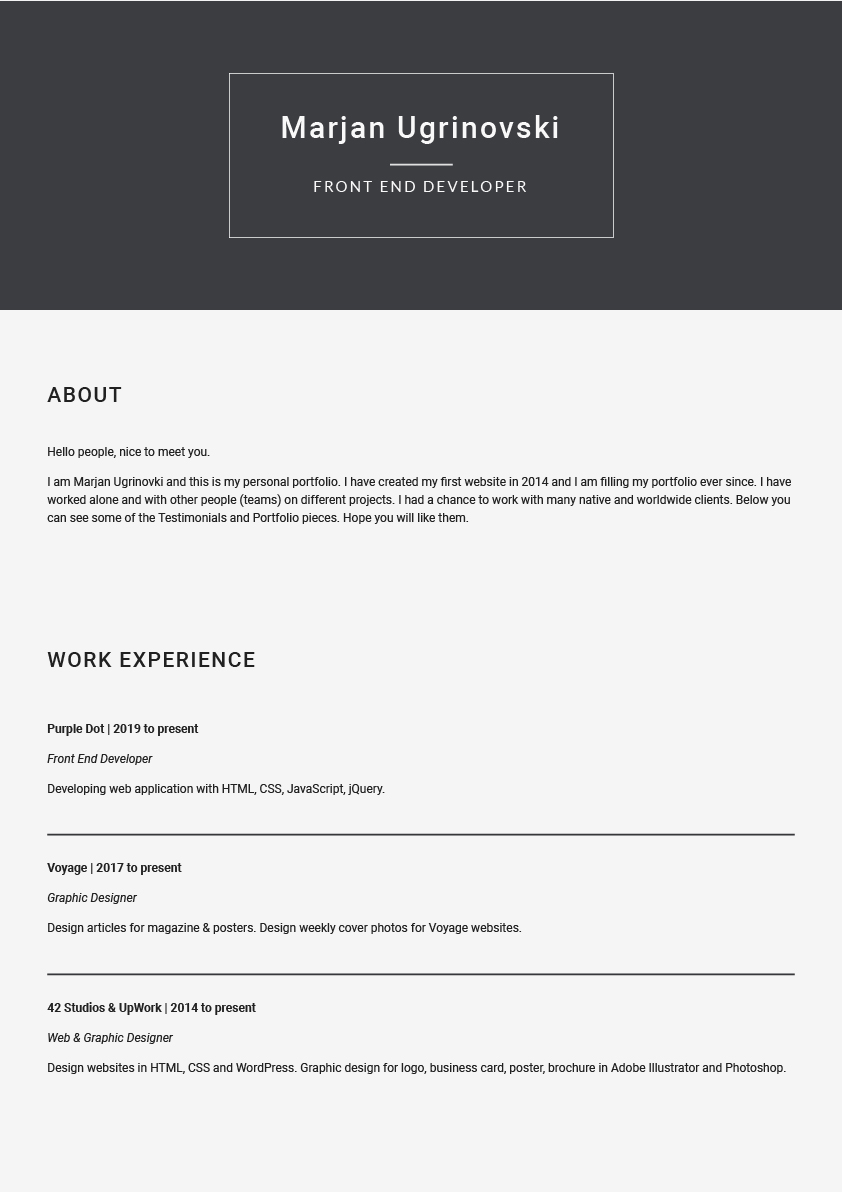 Marjan Ugrinovski
FRONT END DEVELOPER
ABOUT
Hello people, nice to meet you.
I am Marjan Ugrinovki and this is my personal portfolio. I have created my first website in 2014 and I am filling my portfolio ever since. I have
worked alone and with other people (teams) on different projects. I had a chance to work with many native and worldwide clients. Below you
can see some of the Testimonials and Portfolio pieces. Hope you will like them.
WORK EXPERIENCE
Purple Dot | 2019 to present
Front End Developer
Developing web application with HTML, CSS, JavaScript, jQuery.
Voyage | 2017 to present
Graphic Designer
Design articles for magazine & posters. Design weekly cover photos for Voyage websites.
42 Studios & UpWork | 2014 to present
Web & Graphic Designer
Design websites in HTML, CSS and WordPress. Graphic design for logo, business card, poster, brochure in Adobe Illustrator and Photoshop.